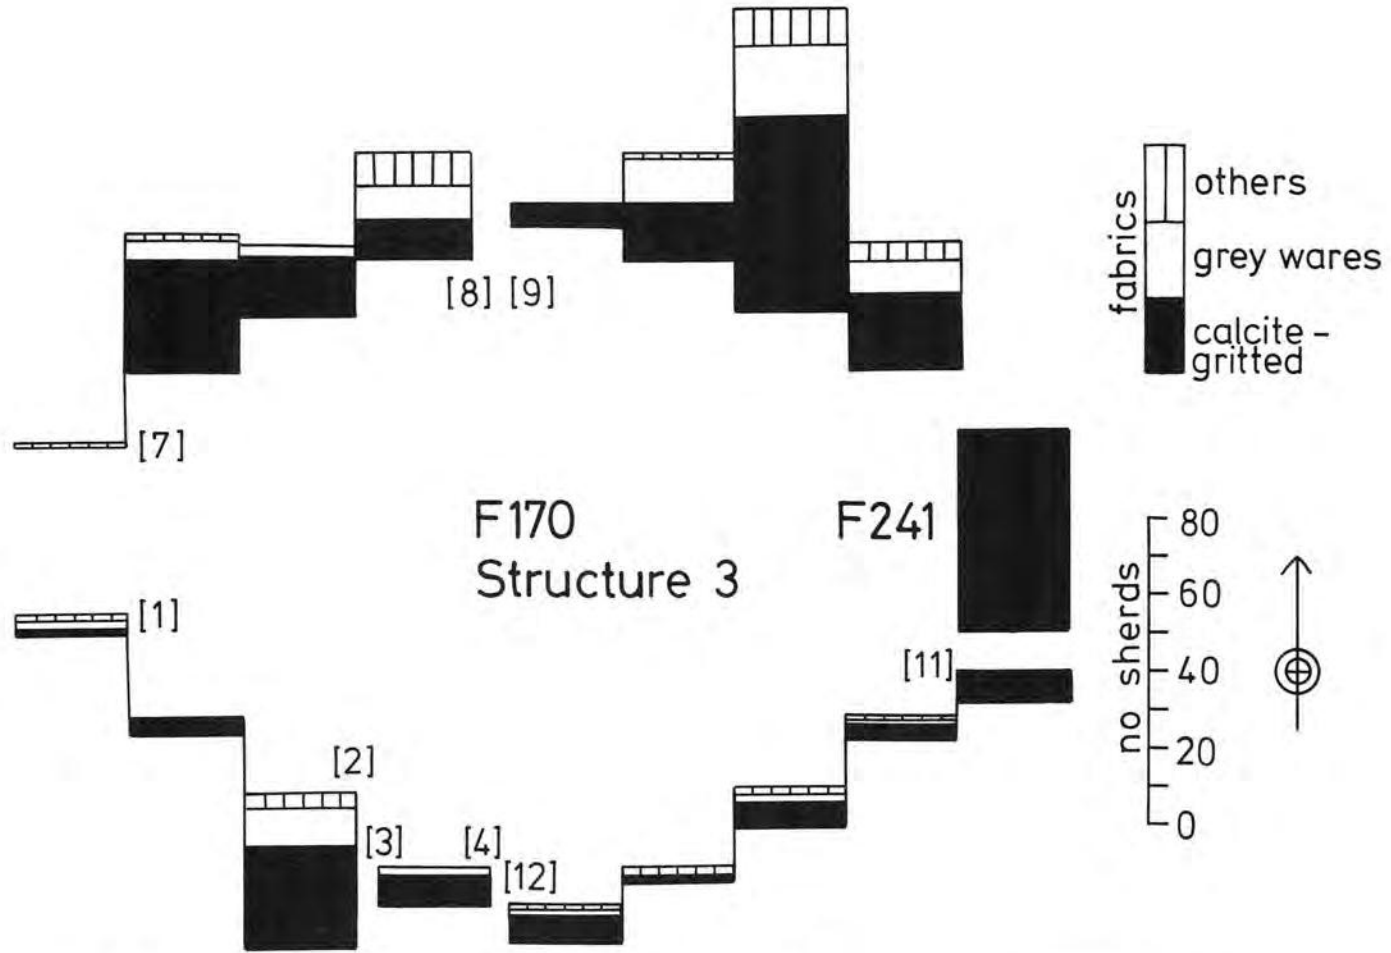 fabrics
others
grey wares
calcite-
gritted
[8] [9]
[7]
F170
Structure 3
F241
[1]
[11]
[2]
[3]
[4]
[12]
no sherds
80
60
40
20
0